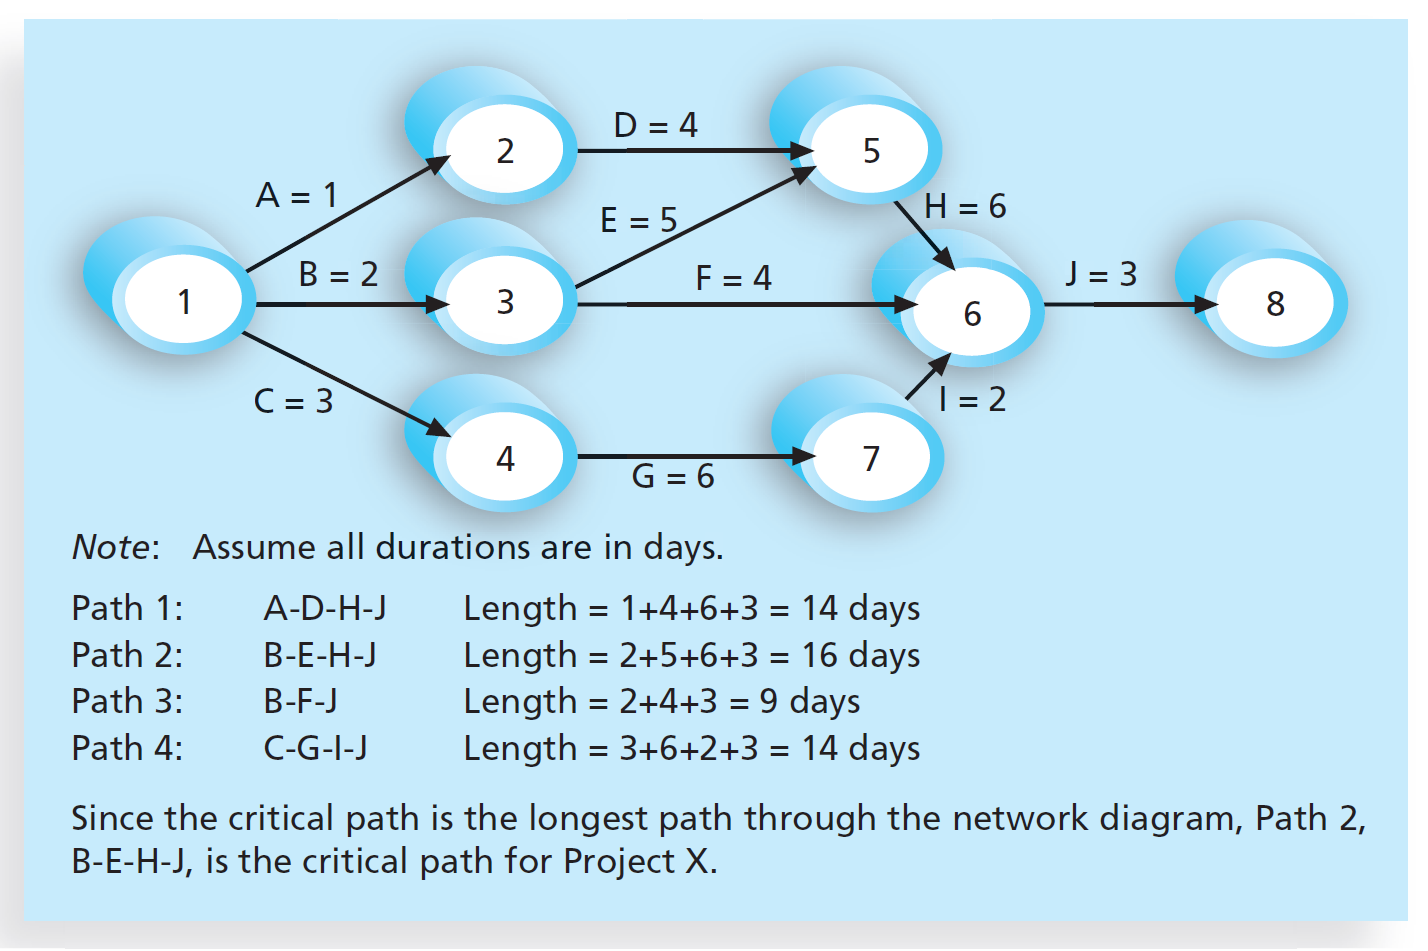 2
D = 4
5
A = 1
E = 5
H = 6
1
B = 2
3
F = 4
6
J = 3
8
C = 3
I = 2
4
G = 6
7
Note: Assume all durations are in days.
Path 1: A-D-H-J Length = 1+4+6+3 = 14 days
Path 2: B-E-H-J Length = 2+5+6+3 = 16 days
Path 3: B-F-J Length = 2+4+3 = 9 days
Path 4: C-G-I-J Length = 3+6+2+3 = 14 days
Since the critical path is the longest path through the network diagram, Path 2,
B-E-H-J, is the critical path for Project X.